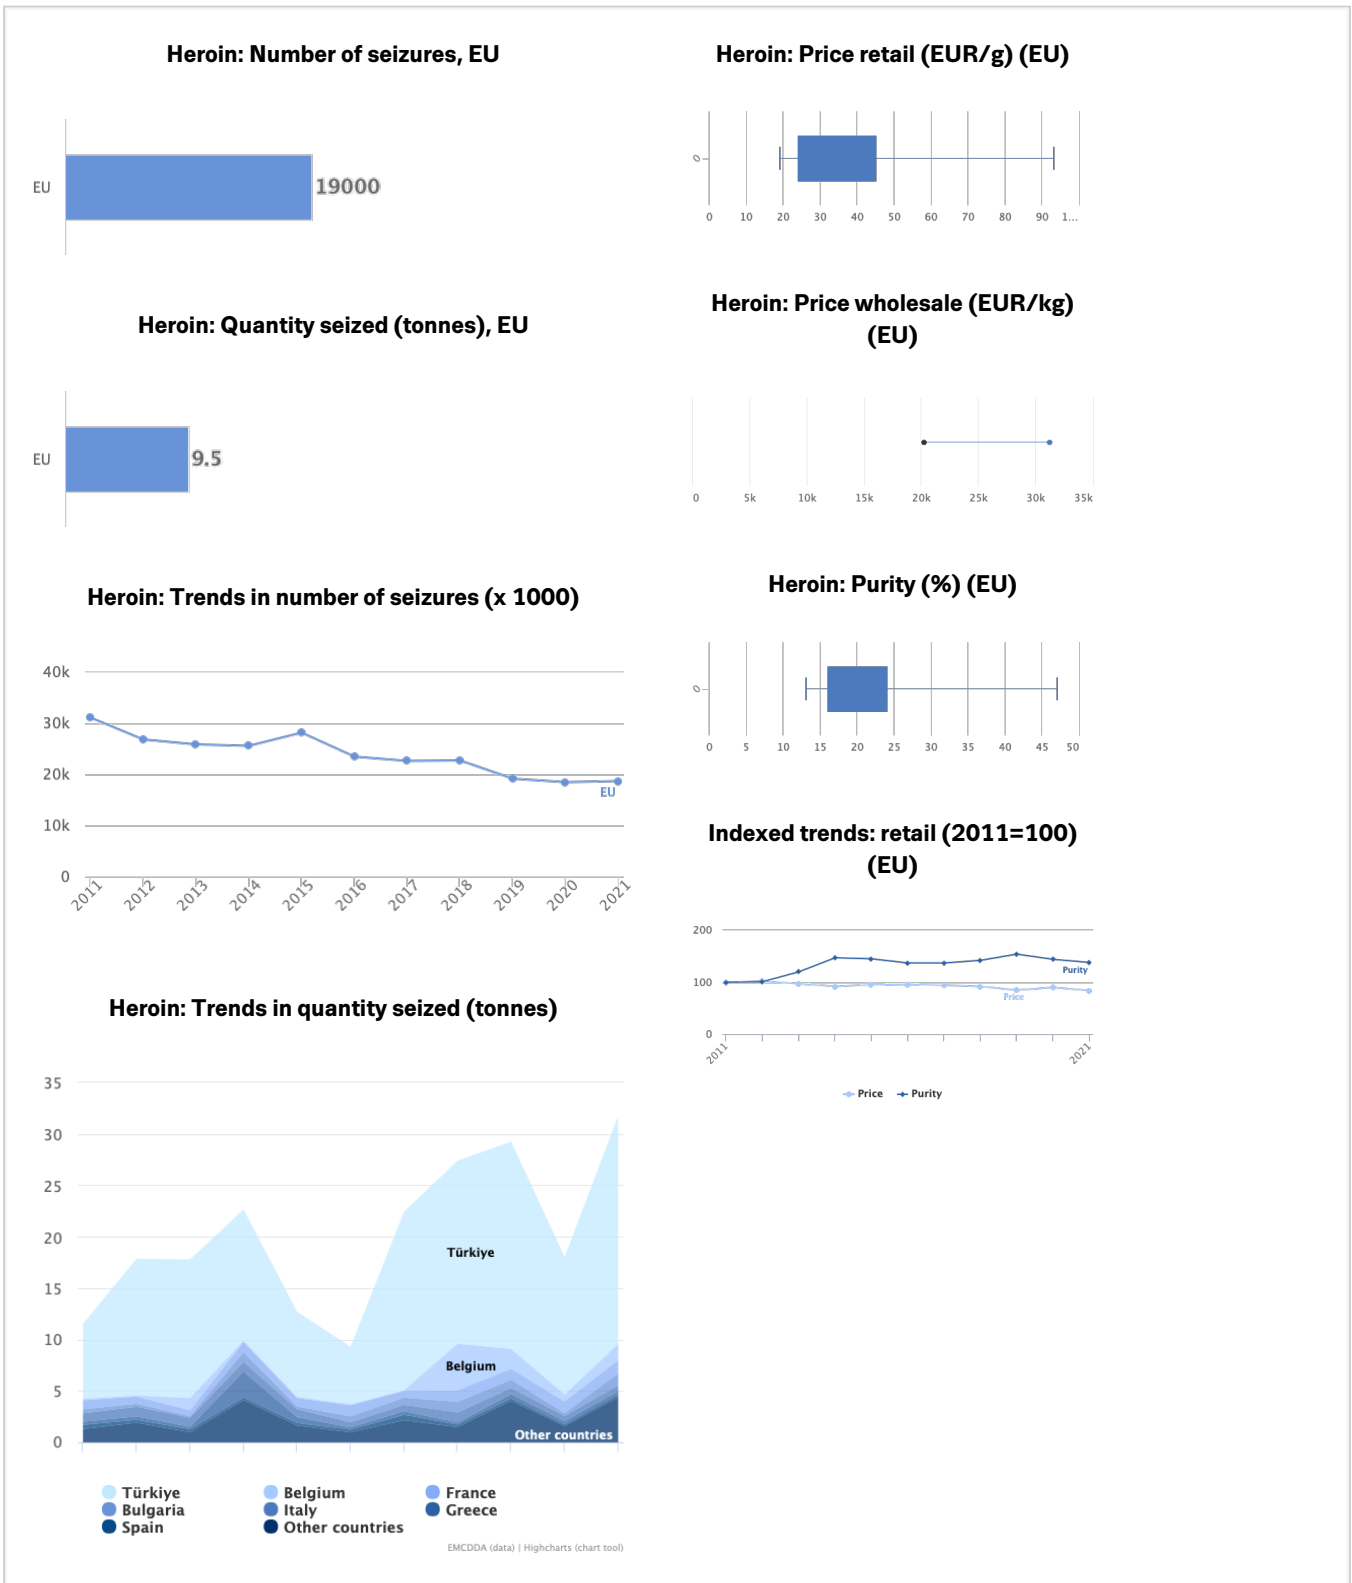 Heroin: Number of seizures, EU
EU
19000
Heroin: Quantity seized (tonnes), EU
EU
9.5
Heroin: Trends in number of seizures (x 1000)
40k
30k
20k
10k
0
EU
2011 2012 2013 2014 2015 2016 2017 2018 2019 2020 2021
Heroin: Trends in quantity seized (tonnes)
35
30
25
20
15
10
5
0
Türkiye
Belgium
Other countries
Türkiye Belgium France
Bulgaria Italy Greece
Spain Other countries
EMCDDA (data) | Highcharts (chart tool)
Heroin: Price retail (EUR/g) (EU)
0
0 10 20 30 40 50 60 70 80 90 1...
Heroin: Price wholesale (EUR/kg)
(EU)
0 5k 10k 15k 20k 25k 30k 35k
Heroin: Purity (%) (EU)
0
0 5 10 15 20 25 30 35 40 45 50
Indexed trends: retail (2011=100)
(EU)
200
100
0
Purity
Price
2011 2021
Price Purity